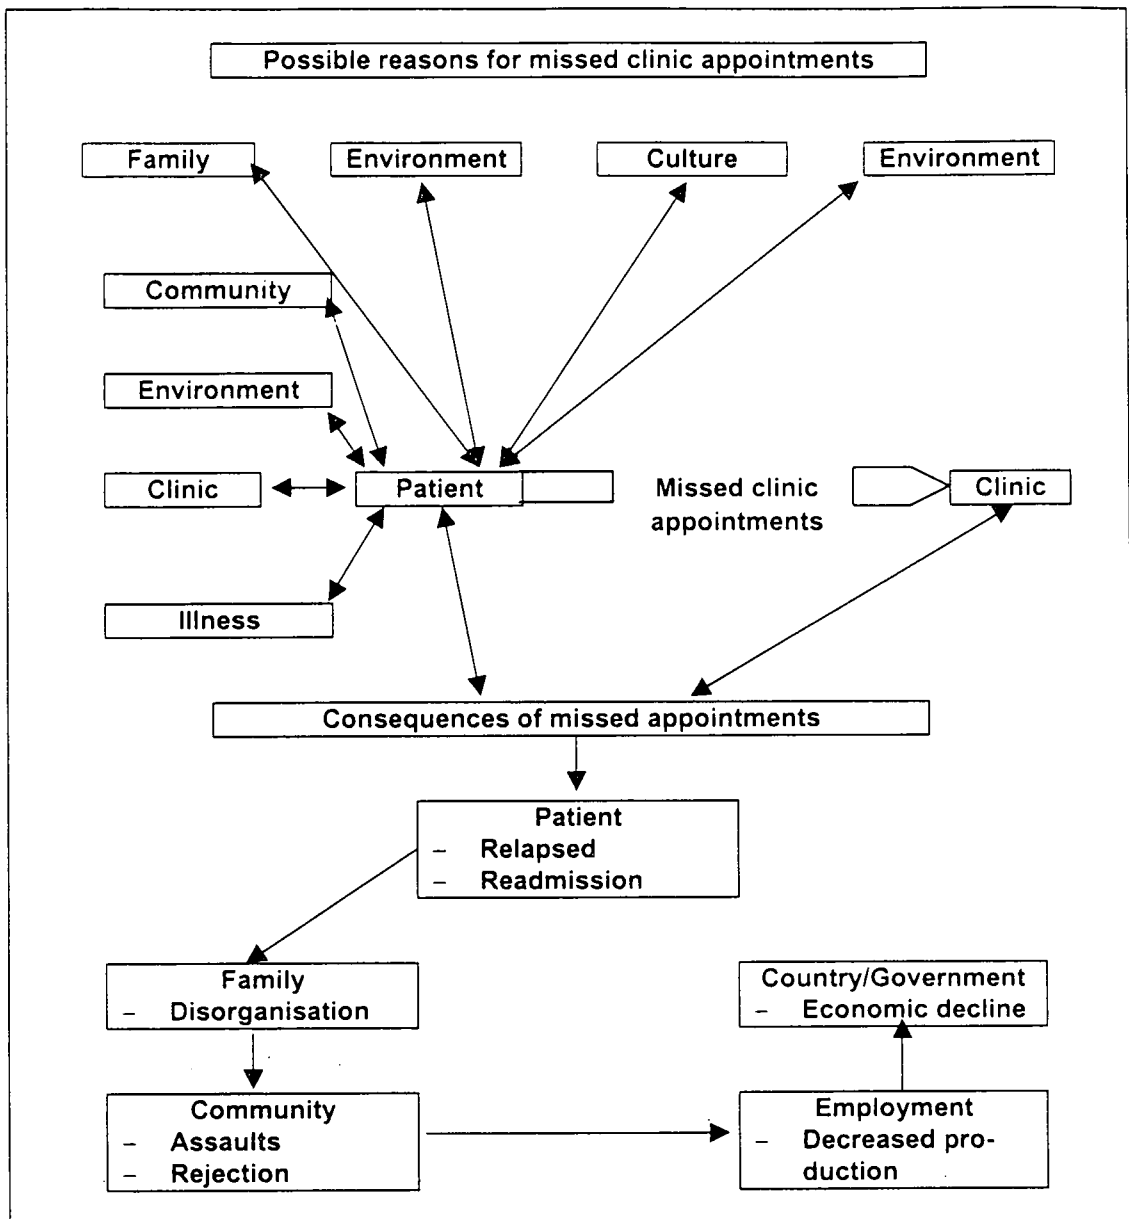 Possible reasons for missed clinic appointments
Family
Environment
Culture
Environment
Community
Environment
Clinic
Patient
Missed clinic
appointments
Clinic
Illness
Consequences of missed appointments
Patient
– Relapsed
– Readmission
Family
– Disorganisation
Country/Government
– Economic decline
Community
– Assaults
– Rejection
Employment
– Decreased pro-
duction